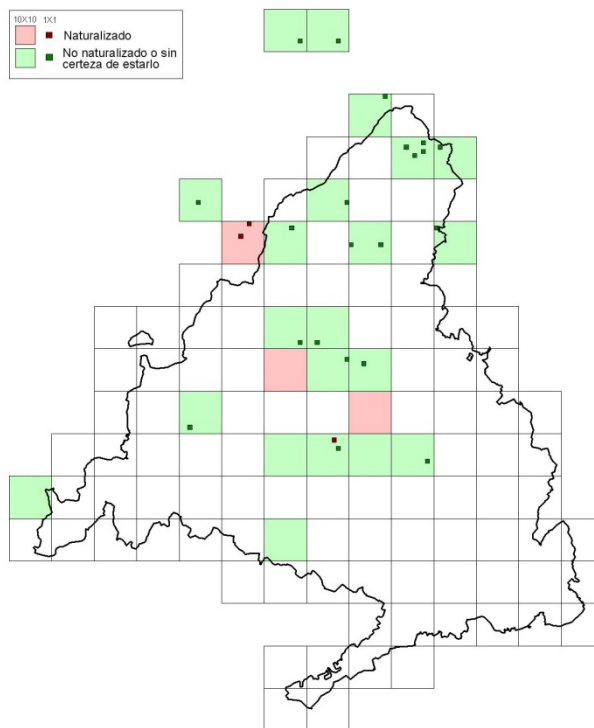 10X10 1X1
Naturalizado
No naturalizado o sin
certeza de estarlo